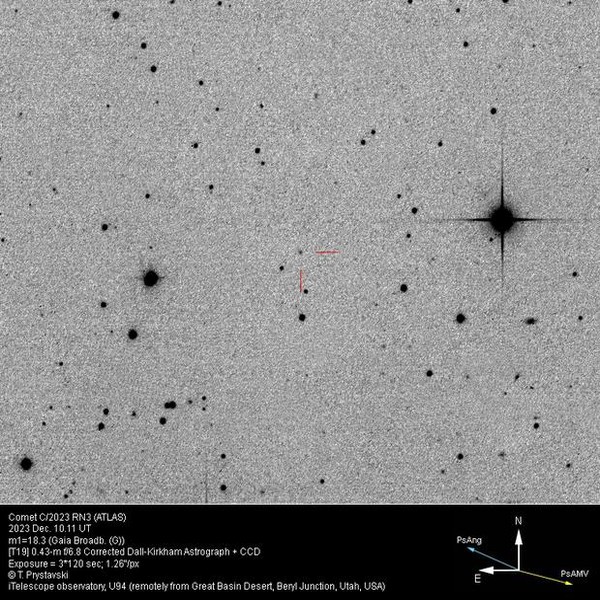 Comet C/2023 RN3 (ATLAS)
2023 Dec. 10.11 UT
m1=18.3 (Gaia Broadb. (G))
[T19] 0.43-m f/6.8 Corrected Dall-Kirkham Astrograph + CCD
Exposure = 3*120 sec; 1.26"/px
© T. Prystavski
iTelescope observatory, U94 (remotely from Great Basin Desert, Beryl Junction, Utah, USA)
N
PsAng
E
PsAMV